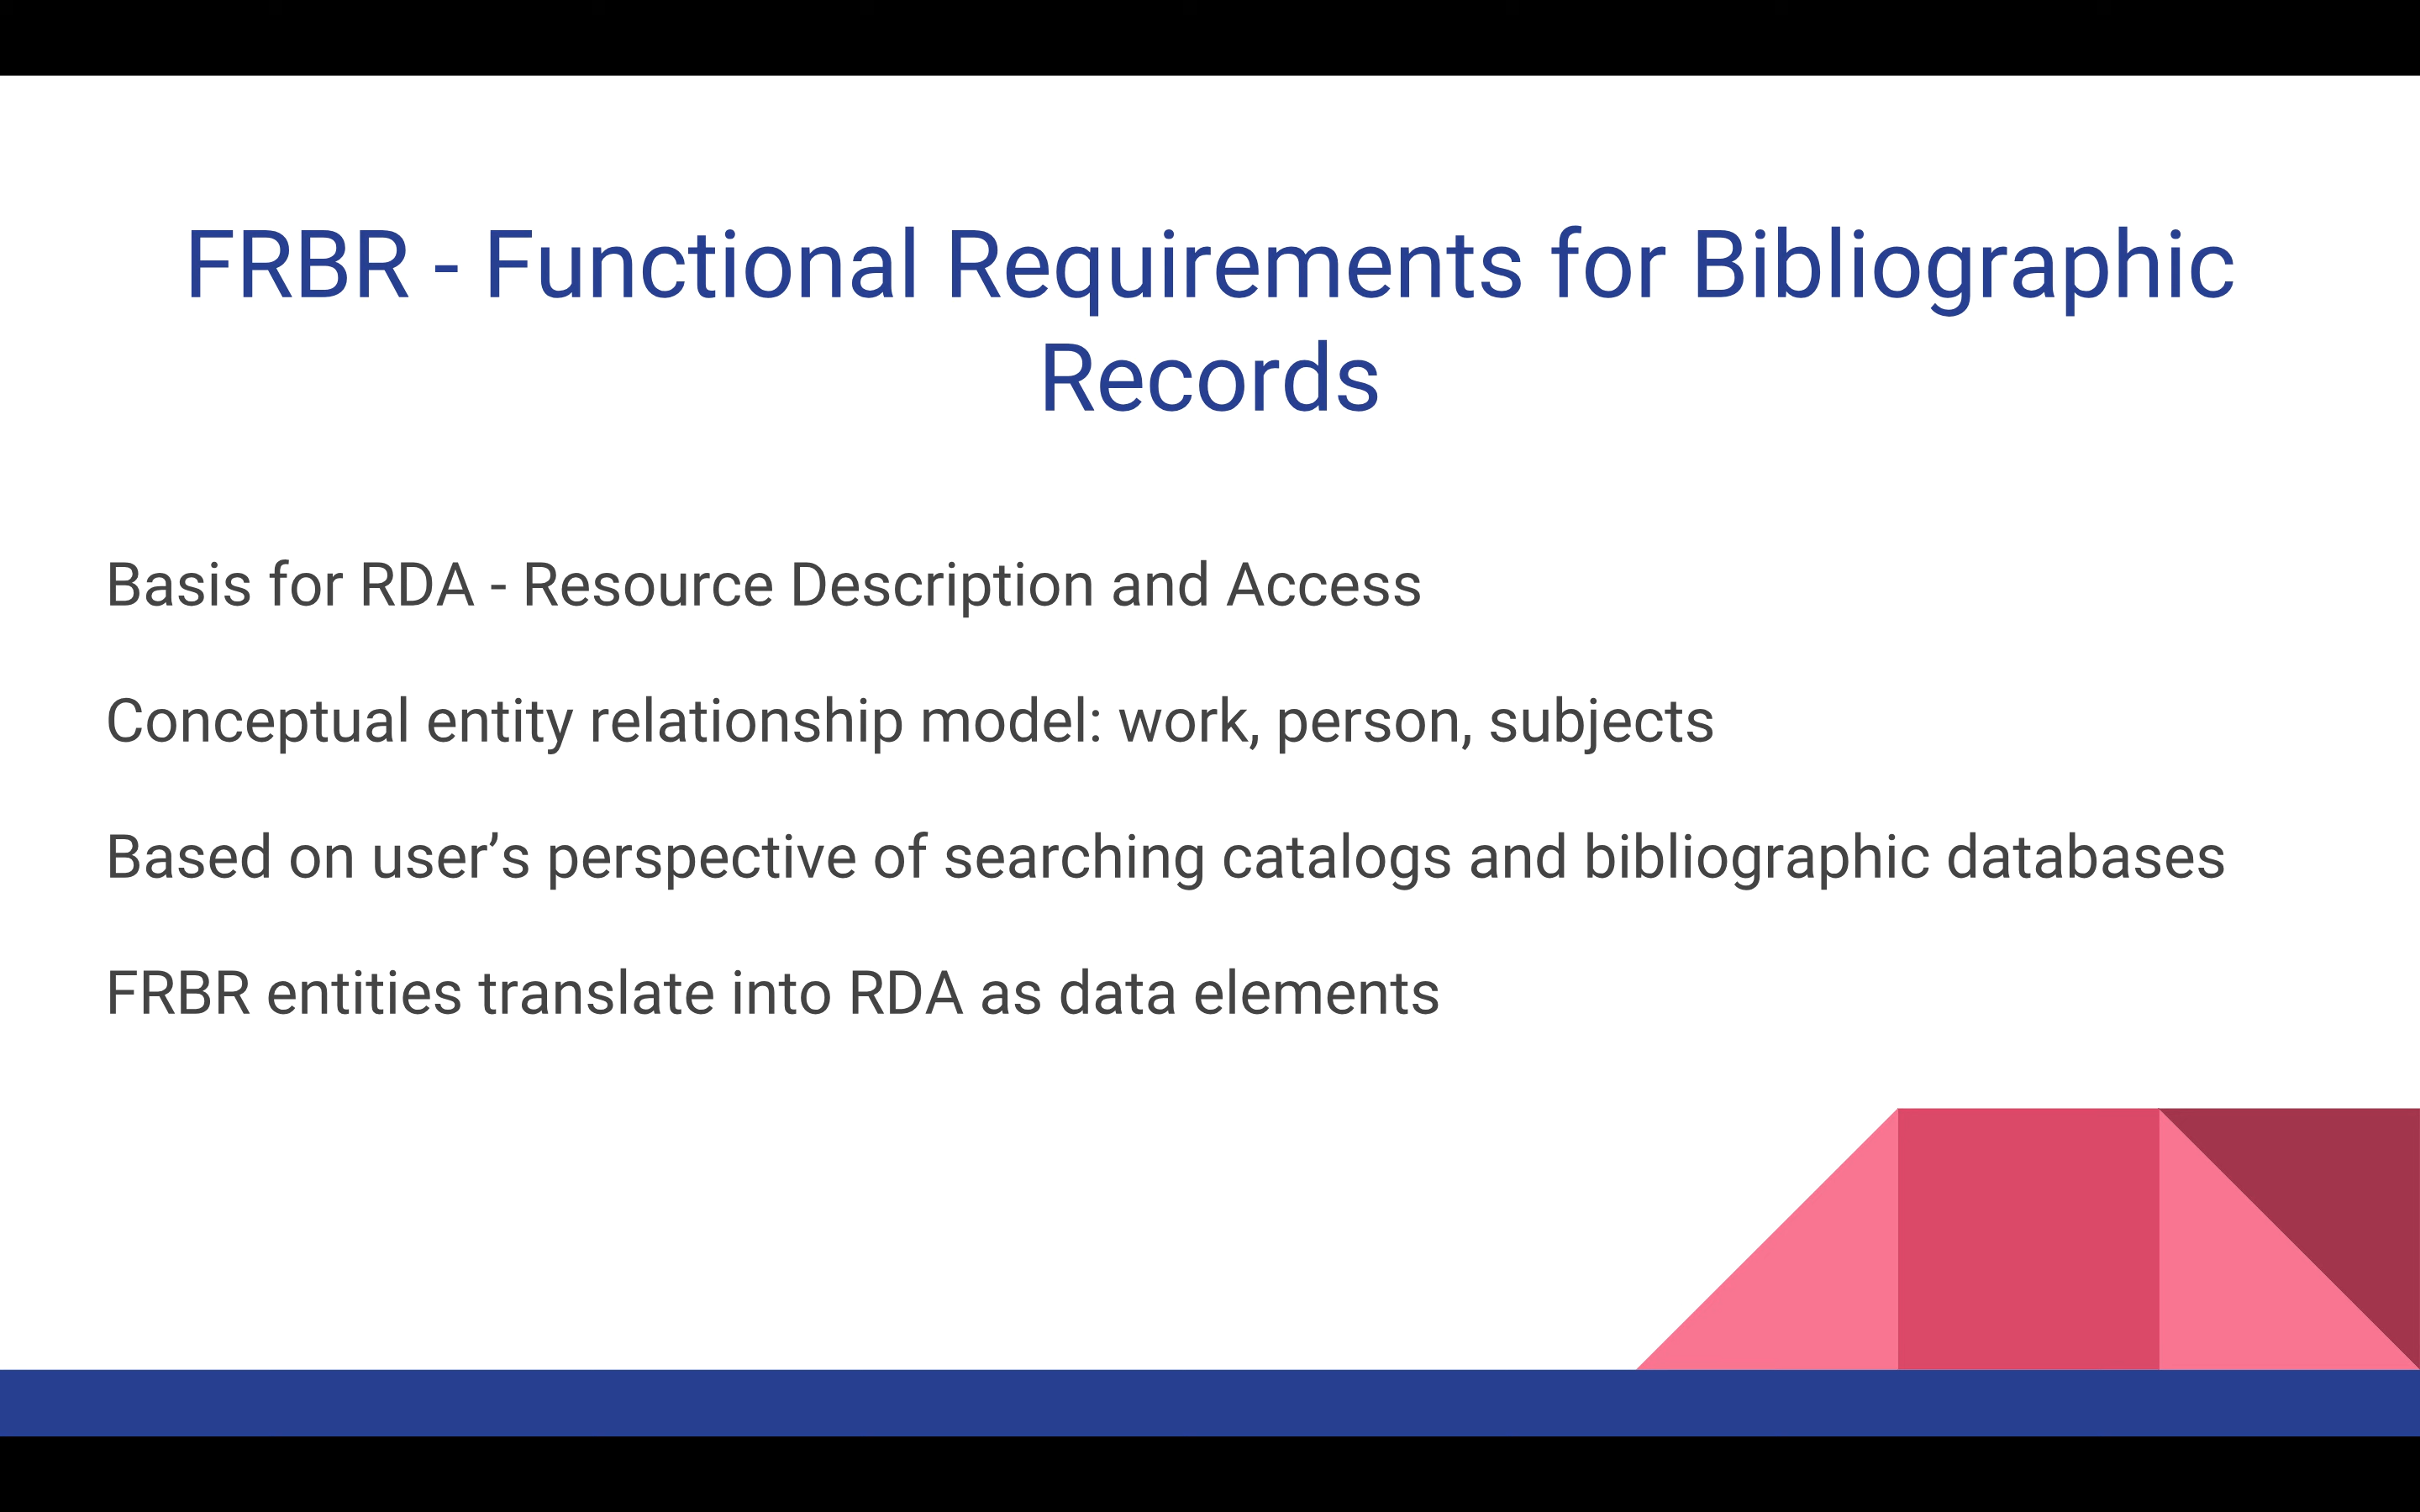 FRBR - Functional Requirements for Bibliographic
Records
Basis for RDA - Resource Description and Access
Conceptual entity relationship model: work, person, subjects
Based on user’s perspective of searching catalogs and bibliographic databases
FRBR entities translate into RDA as data elements